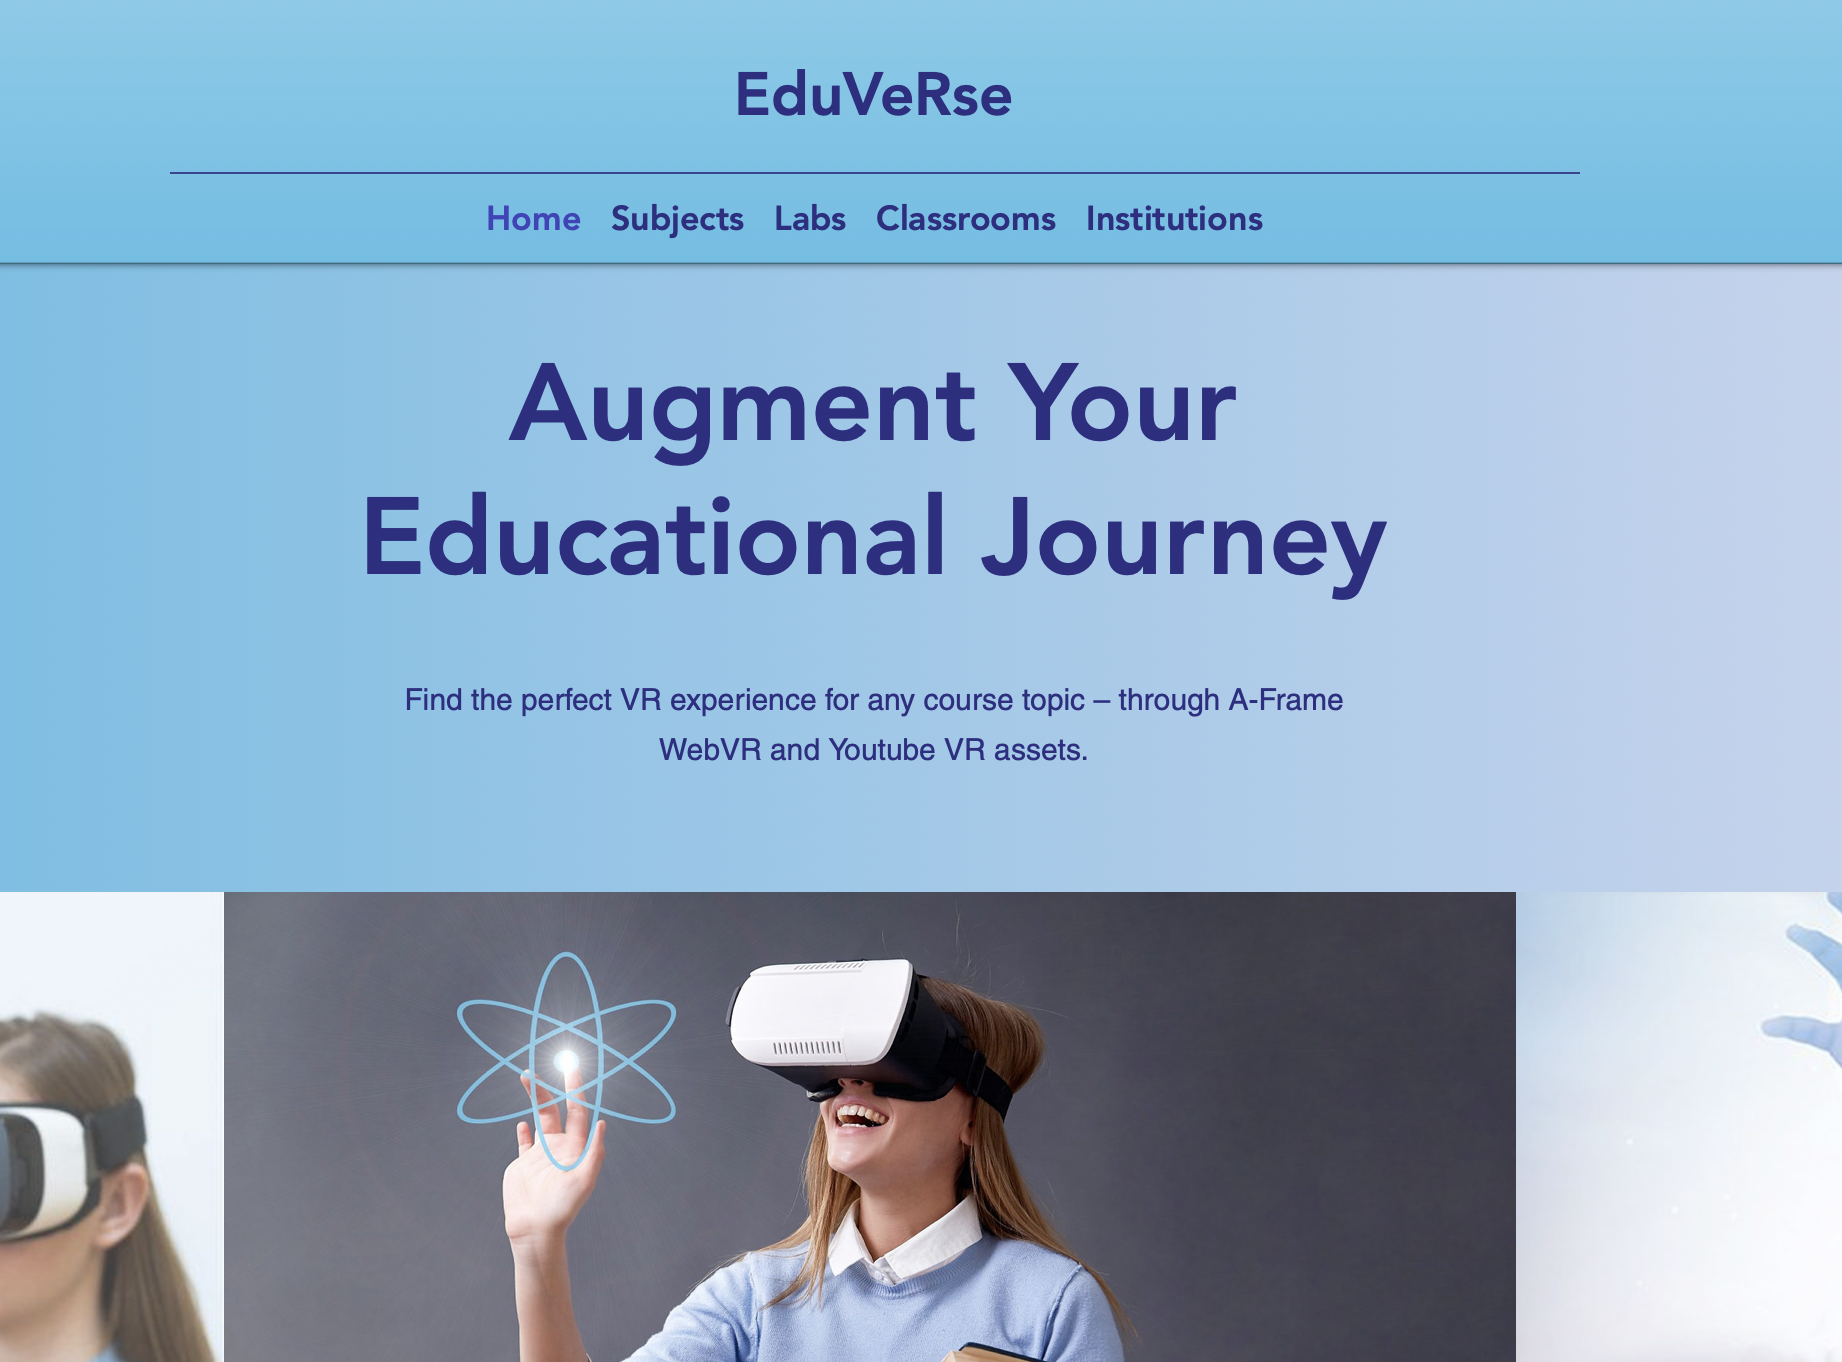 EduVeRse
Home Subjects Labs Classrooms Institutions
Augment Your
Educational Journey
Find the perfect VR experience for any course topic – through A-Frame
WebVR and Youtube VR assets.